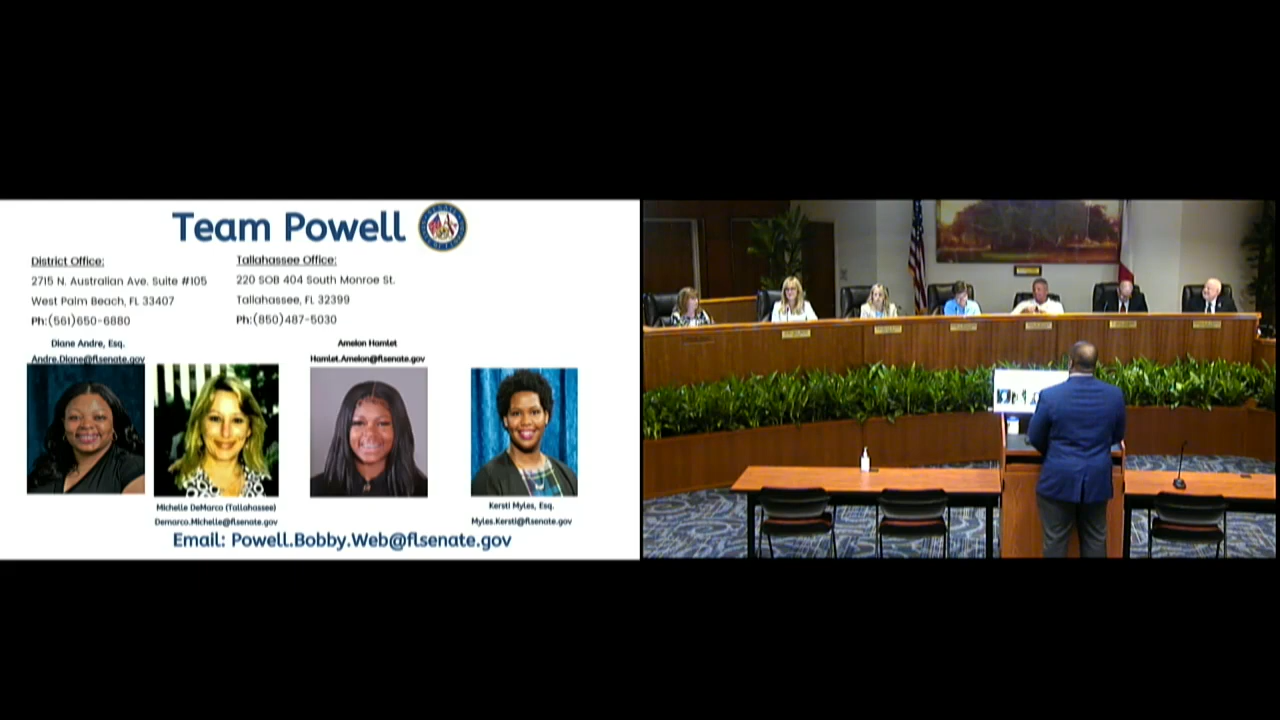 Team Powell
District Office:
2715 N. Australian Ave. Suite #105
West Palm Beach, FL 33407
Ph:(561)650-6880
Tallahassee Office:
220 SOB 404 South Monroe St.
Tallahassee, FL 32399
Ph:(850)487-5030
Diane Andre, Esq.
Andre.Diane@flsenate.gov
Amelon Hamlet
Hamlet.Amelon@flsenate.gov
Michelle DeMarco (Tallahassee)
Demarco.Michelle@flsenate.gov
Kersti Myles, Esq.
Myles.Kersti@flsenate.gov
Email: Powell.Bobby.Web@flsenate.gov